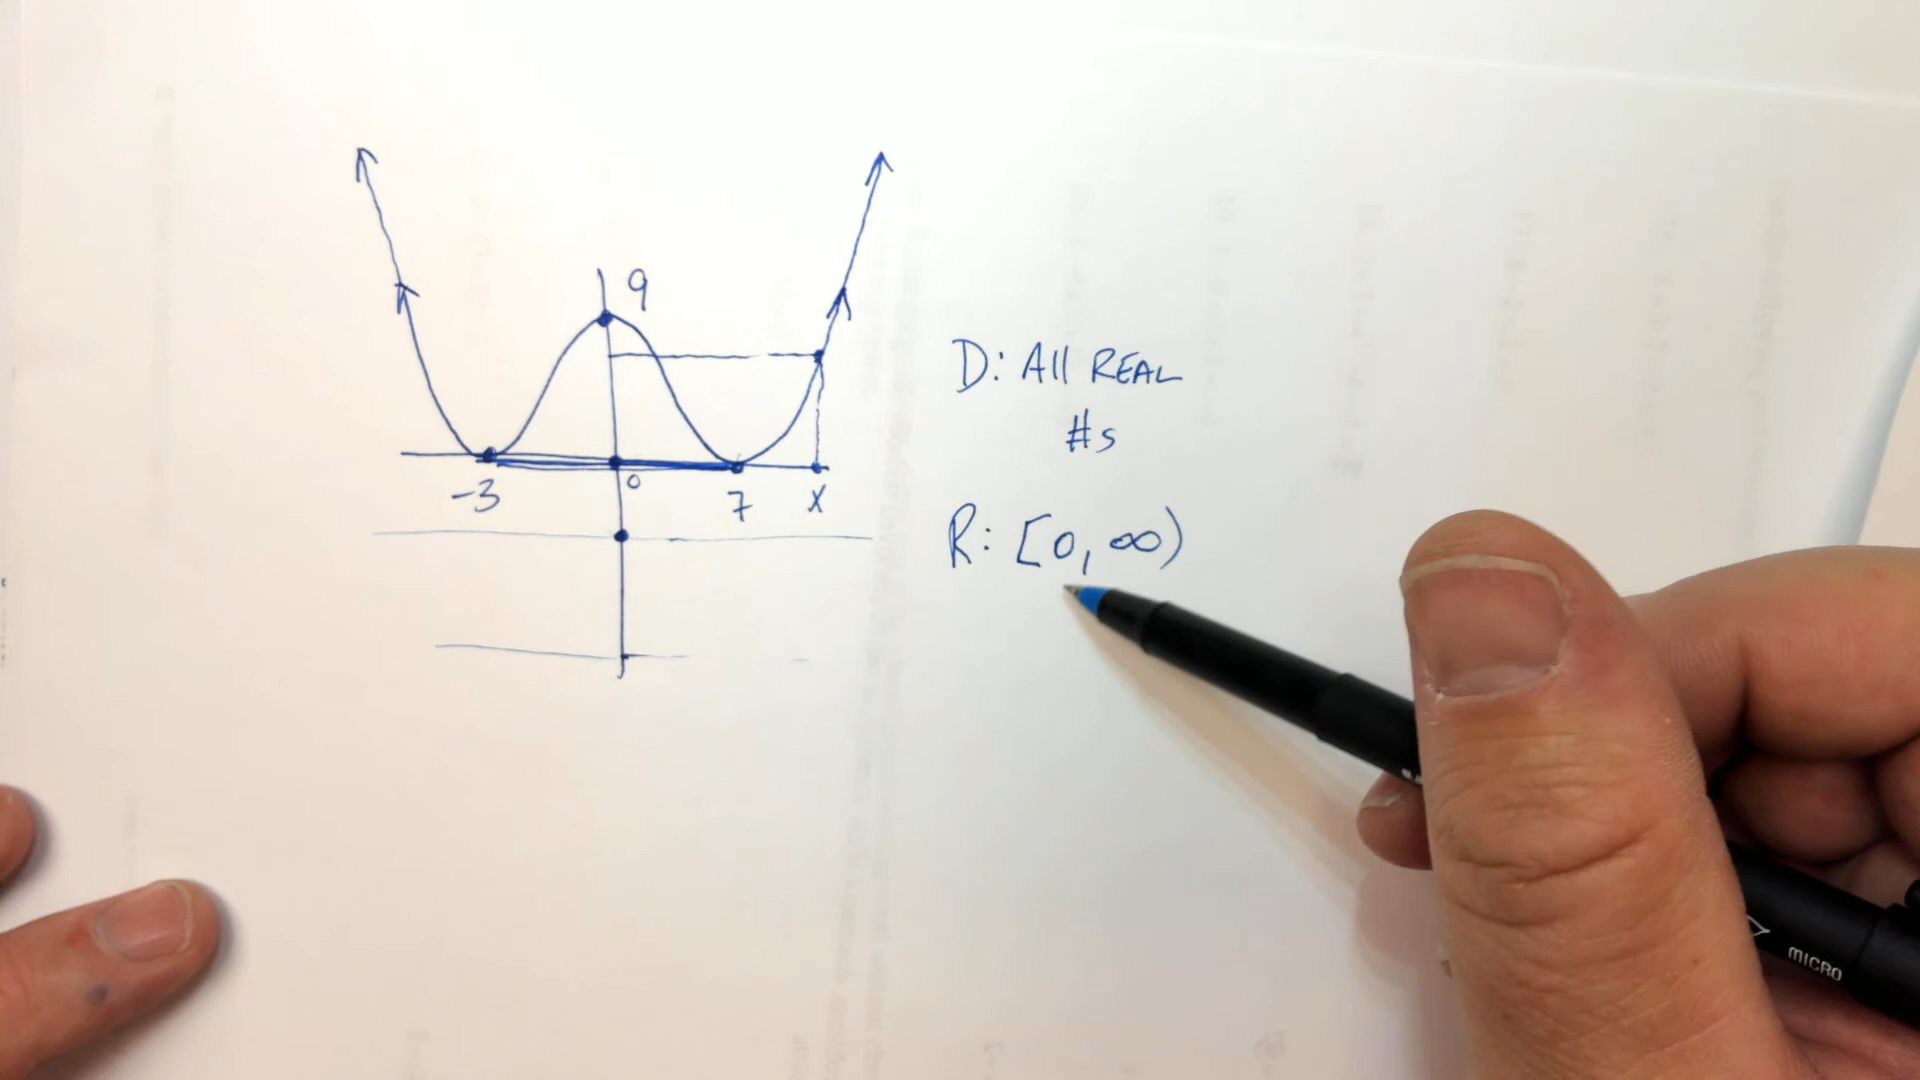 9
-3
0
7
X
D: All REAL
#s
R: [0, ∞)
MICRO